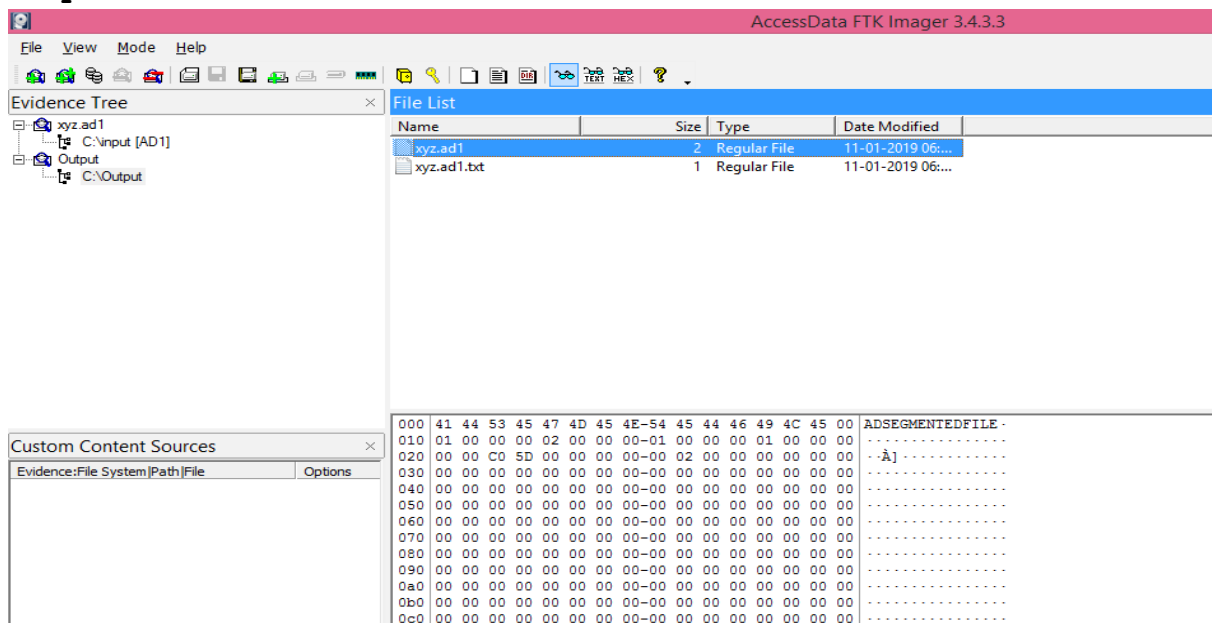 AccessData FTK Imager 3.4.3.3
File View Mode Help
Evidence Tree
xyz.ad1
C:\input [AD1]
Output
C:\Output
File List
Name Size Type Date Modified
xyz.ad1 2 Regular File 11-01-2019 06:...
xyz.ad1.txt 1 Regular File 11-01-2019 06:...
Custom Content Sources
Evidence:File System|Path|File Options
000 41 44 53 45 47 4D 45 4E-54 45 44 46 49 4C 45 00 ADSEGMENTEDFILE·
010 01 00 00 00 02 00 00 00-01 00 00 00 01 00 00 00 ················
020 00 00 C0 5D 00 00 00 00-00 02 00 00 00 00 00 00 ··À]············
030 00 00 00 00 00 00 00 00-00 00 00 00 00 00 00 00 ················
040 00 00 00 00 00 00 00 00-00 00 00 00 00 00 00 00 ················
050 00 00 00 00 00 00 00 00-00 00 00 00 00 00 00 00 ················
060 00 00 00 00 00 00 00 00-00 00 00 00 00 00 00 00 ················
070 00 00 00 00 00 00 00 00-00 00 00 00 00 00 00 00 ················
080 00 00 00 00 00 00 00 00-00 00 00 00 00 00 00 00 ················
090 00 00 00 00 00 00 00 00-00 00 00 00 00 00 00 00 ················
0a0 00 00 00 00 00 00 00 00-00 00 00 00 00 00 00 00 ················
0b0 00 00 00 00 00 00 00 00-00 00 00 00 00 00 00 00 ················
0c0 00 00 00 00 00 00 00 00-00 00 00 00 00 00 00 00 ················